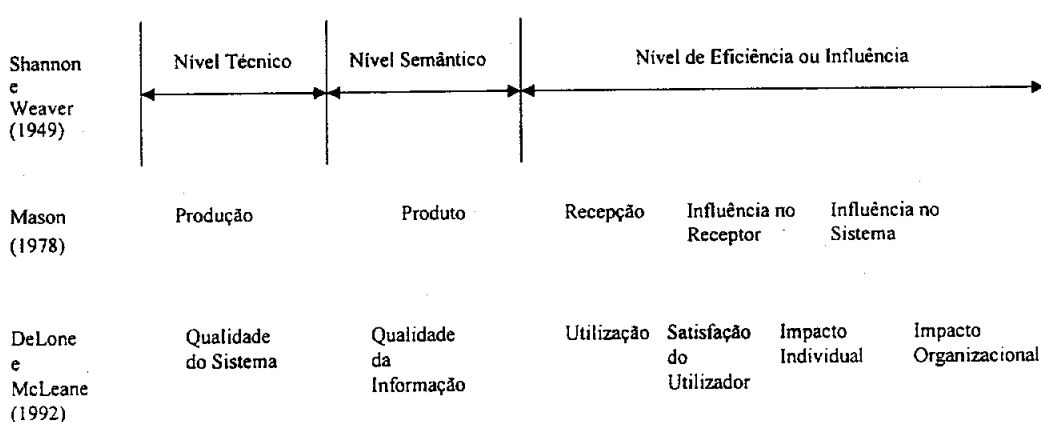 Shannon
e
Weaver
(1949)
Nível Técnico
Nível Semântico
Nível de Eficiência ou Influência
Mason
(1978)
Produção
Produto
Recepção
Influência no
Receptor
Influência no
Sistema
DeLone
e
McLeane
(1992)
Qualidade
do Sistema
Qualidade
da
Informação
Utilização
Satisfação
do
Utilizador
Impacto
Individual
Impacto
Organizacional